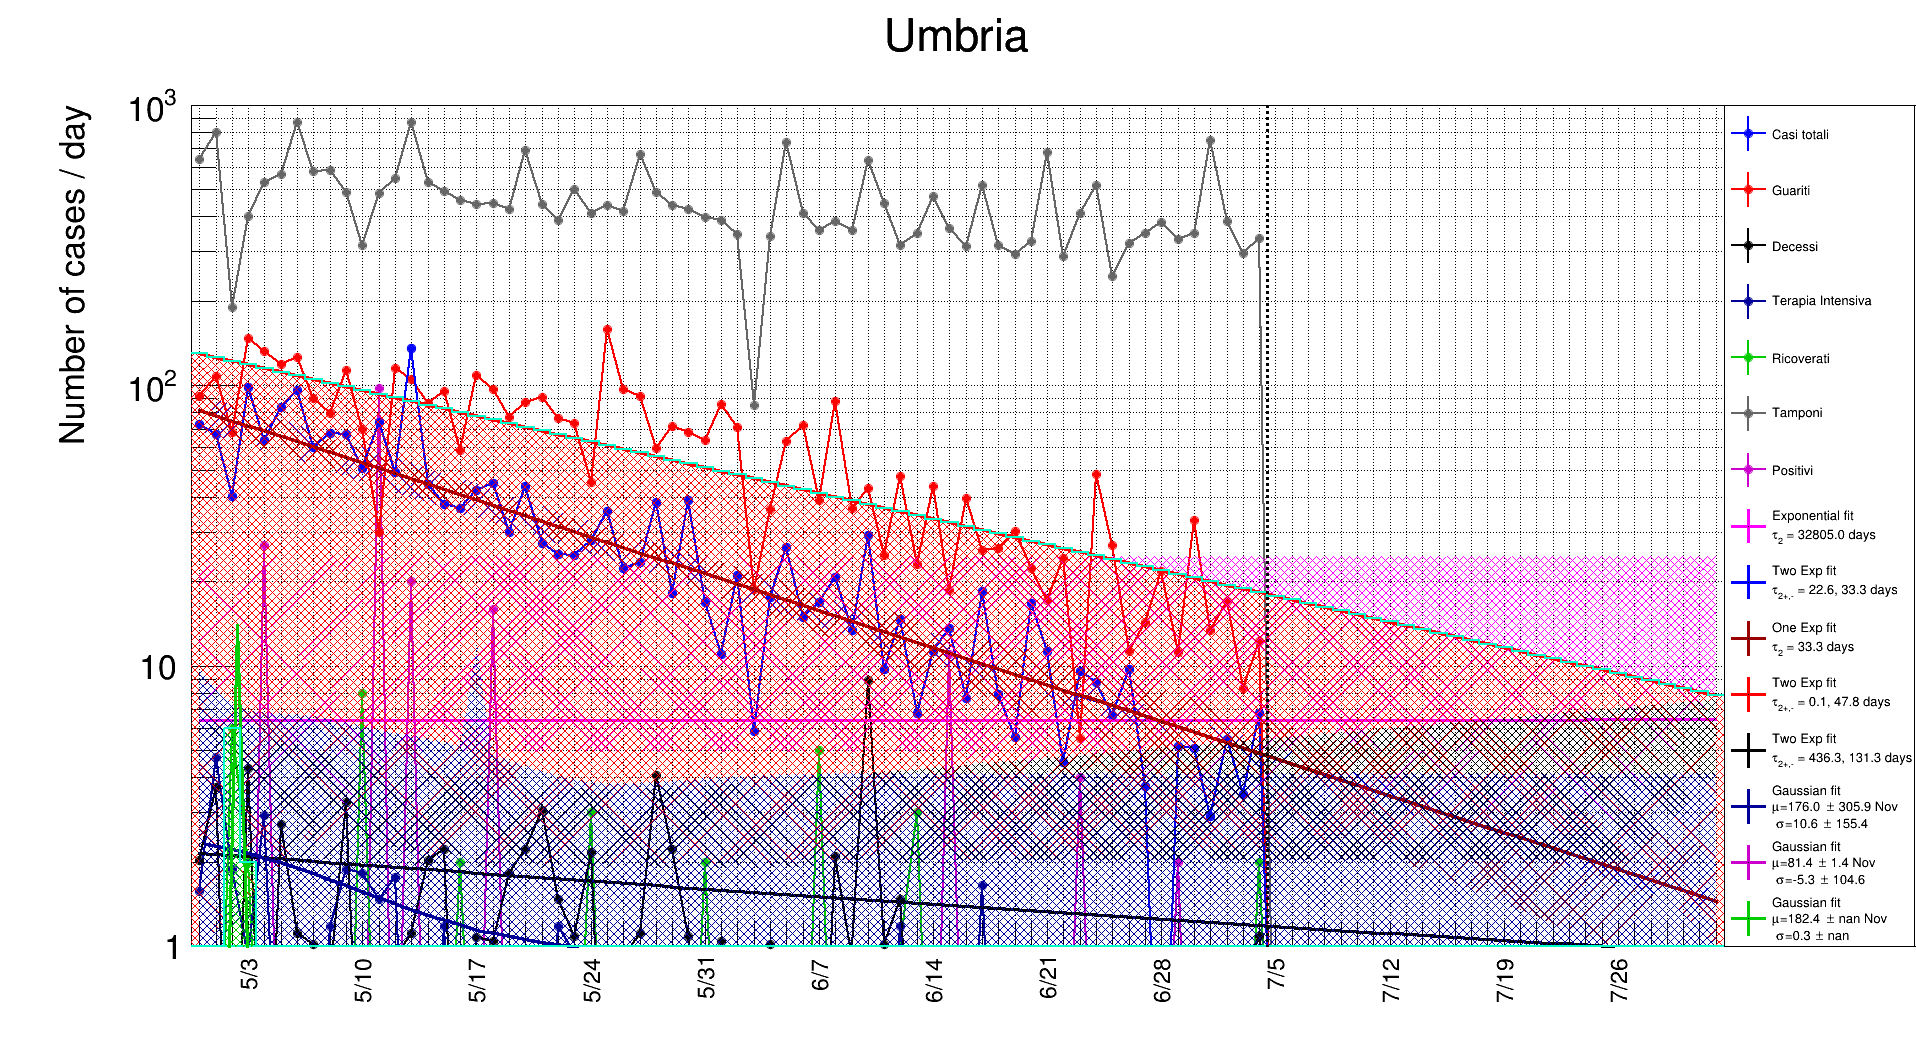 Umbria
Number of cases / day
10³
10²
10
1
5/3
5/10
5/17
5/24
5/31
6/7
6/14
6/21
6/28
7/5
7/12
7/19
7/26
Casi totali
Guariti
Decessi
Terapia Intensiva
Ricoverati
Tamponi
Positivi
Exponential fit
τ₂ = 32805.0 days
Two Exp fit
τ₂₊,₋ = 22.6, 33.3 days
One Exp fit
τ₂ = 33.3 days
Two Exp fit
τ₂₊,₋ = 0.1, 47.8 days
Two Exp fit
τ₂₊,₋ = 436.3, 131.3 days
Gaussian fit
μ=176.0 ± 305.9 Nov
σ=10.6 ± 155.4
Gaussian fit
μ=81.4 ± 1.4 Nov
σ=-5.3 ± 104.6
Gaussian fit
μ=182.4 ± nan Nov
σ=0.3 ± nan